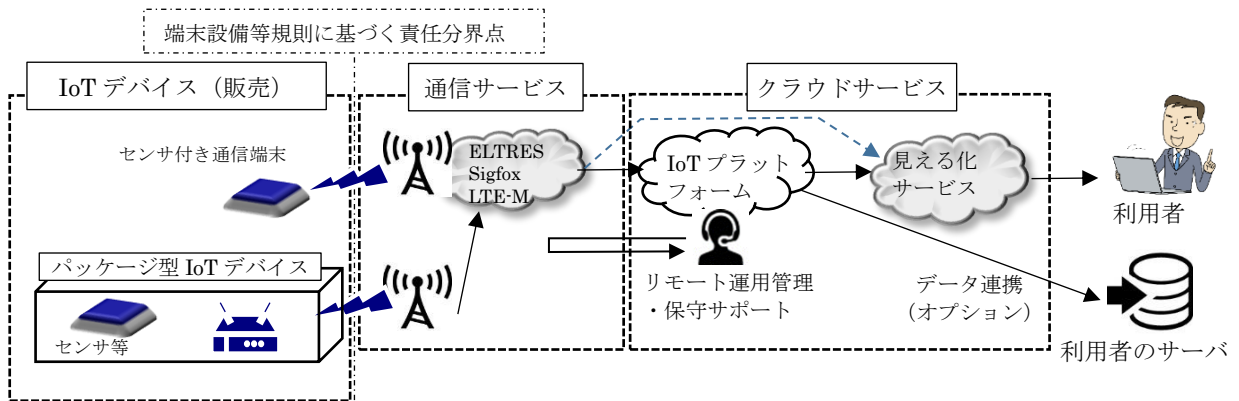 端末設備等規則に基づく責任分界点
IoT デバイス（販売）
通信サービス
クラウドサービス
センサ付き通信端末
ELTRES
Sigfox
LTE-M
IoT プラット
フォーム
見える化
サービス
利用者
パッケージ型 IoT デバイス
センサ等
リモート運用管理
・保守サポート
データ連携
（オプション）
利用者のサーバ